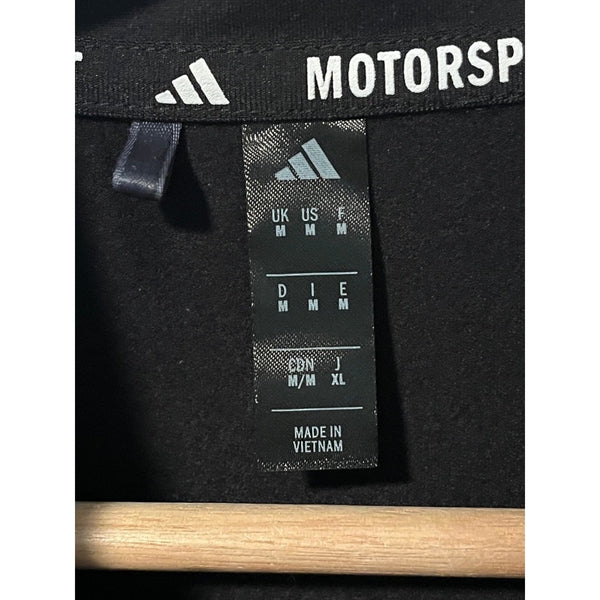 MOTORSP
UK US F
M M M
D I E
M M M
CDN J
M/M XL
MADE IN
VIETNAM